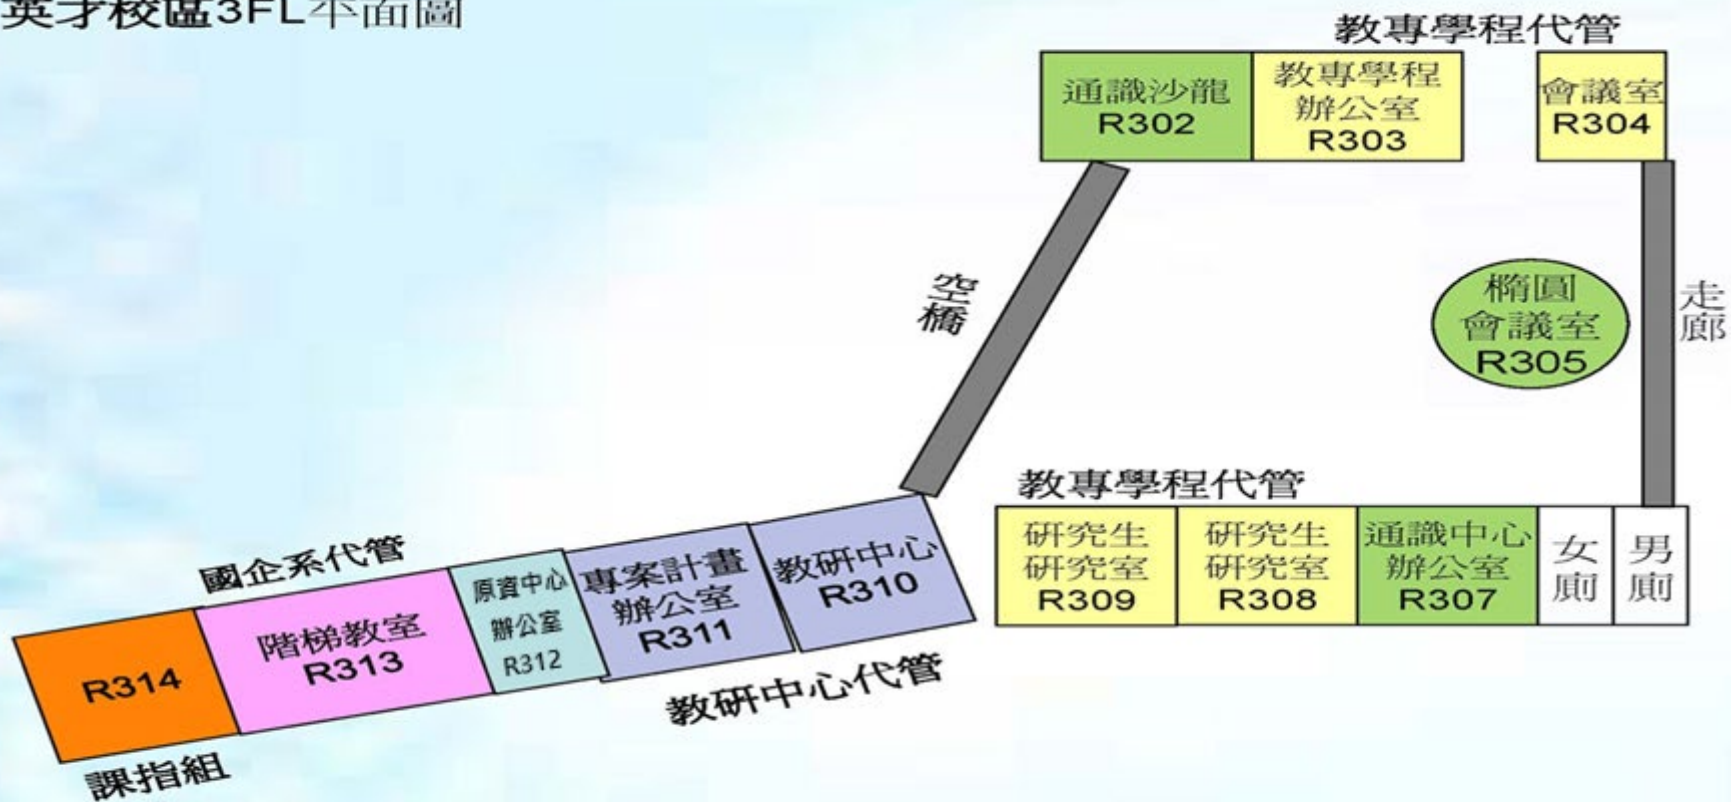 英才校區3FL平面圖
教專學程代管
通識沙龍
R302
教專學程
辦公室
R303
會議室
R304
空橋
橢圓
會議室
R305
走廊
教專學程代管
研究生
研究室
R309
研究生
研究室
R308
通識中心
辦公室
R307
女廁
男廁
國企系代管
R314
階梯教室
R313
原資中心
辦公室
R312
專案計畫
辦公室
R311
教研中心
R310
教研中心代管
課指組